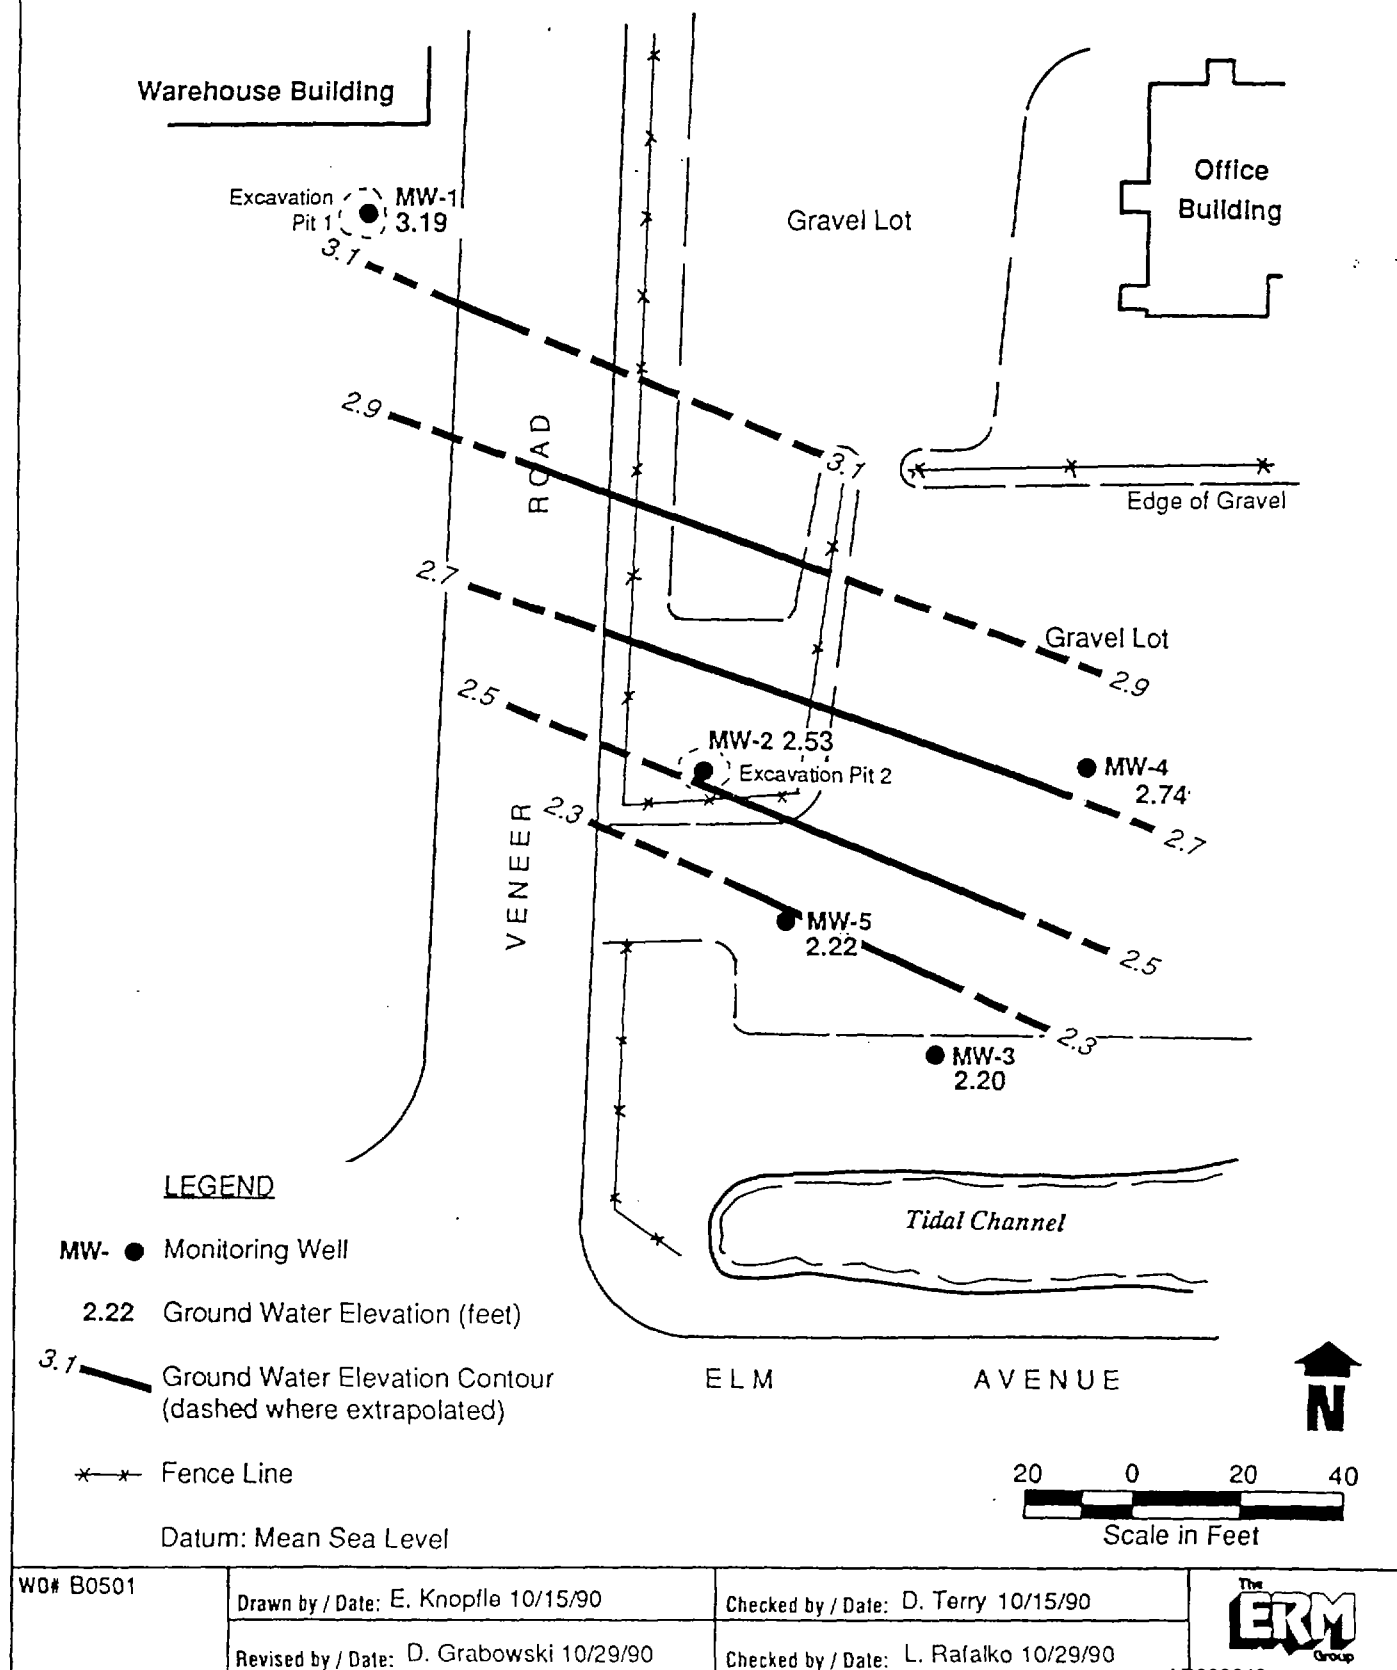 Warehouse Building
Excavation
Pit 1
MW-1
3.19
Gravel Lot
Office
Building
3.1
3.1
2.9
ROAD
Edge of Gravel
2.7
Gravel Lot
2.9
2.5
MW-2 2.53
Excavation Pit 2
MW-4
2.74
2.7
2.3
VENEER
MW-5
2.22
2.5
2.3
MW-3
2.20
Tidal Channel
LEGEND
MW- Monitoring Well
2.22 Ground Water Elevation (feet)
3.1 Ground Water Elevation Contour
(dashed where extrapolated)
Fence Line
Datum: Mean Sea Level
ELM AVENUE
N
20 0 20 40
Scale in Feet
WO# B0501
Drawn by / Date: E. Knopfle 10/15/90
Checked by / Date: D. Terry 10/15/90
Revised by / Date: D. Grabowski 10/29/90
Checked by / Date: L. Rafalko 10/29/90
The
ERM
Group